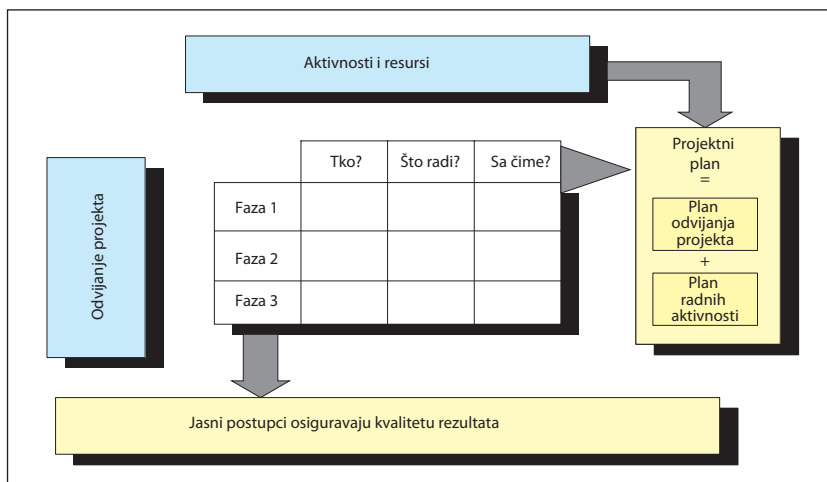 Aktivnosti i resursi
Odvijanje projekta
Tko? Što radi? Sa čime?
Faza 1
Faza 2
Faza 3
Projektni
plan
=
Plan
odvijanja
projekta
+
Plan
radnih
aktivnosti
Jasni postupci osiguravaju kvalitetu rezultata